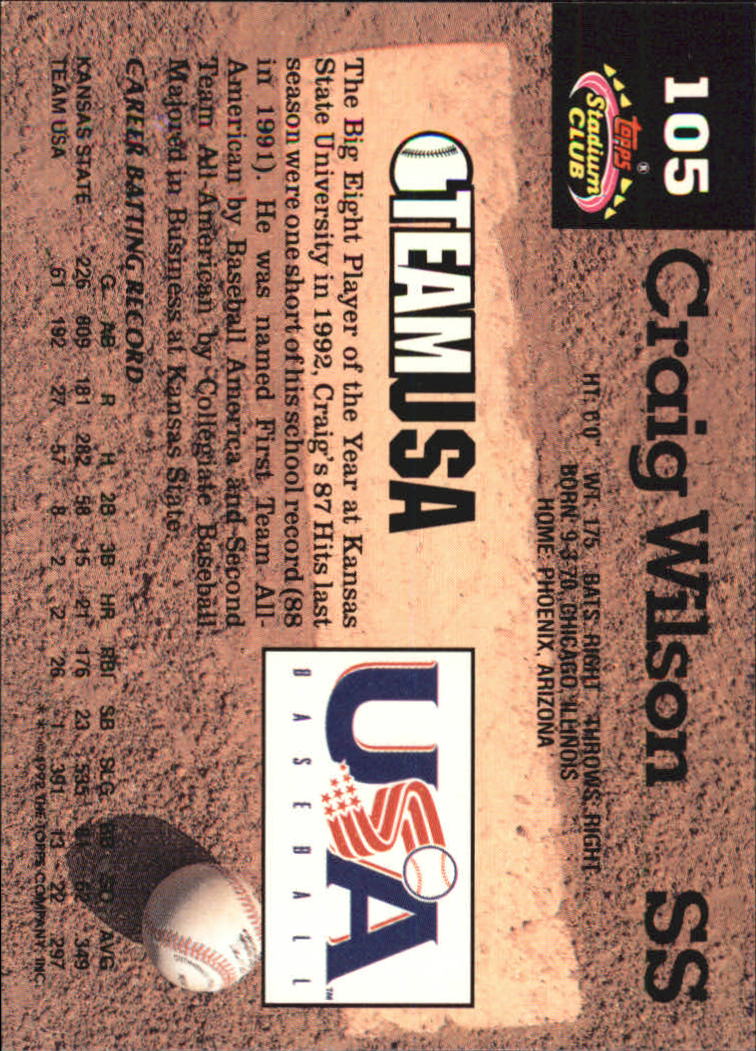 105
Topps®
Stadium
CLUB
Craig Wilson SS
HT: 6'0" WT. 175 BATS: RIGHT THROWS: RIGHT
BORN: 9-3-70, CHICAGO, ILLINOIS
HOME: PHOENIX, ARIZONA
TEAM USA
USA
BASEBALL
TM
The Big Eight Player of the Year at Kansas
State University in 1992, Craig's 87 Hits last
season were one short of his school record (88
in 1991). He was named First Team All-
American by Baseball America and Second
Team All-American by Collegiate Baseball.
Majored in Business at Kansas State.
CAREER BATTING RECORD
G AB R H 2B 3B HR RBI SB SLG BB SO AVG
KANSAS STATE 226 809 181 282 58 15 21 176 23 535 349
TEAM USA 61 192 27 57 8 2 2 26 1 391 13 22 297
* * © 1992 THE TOPPS COMPANY, INC.